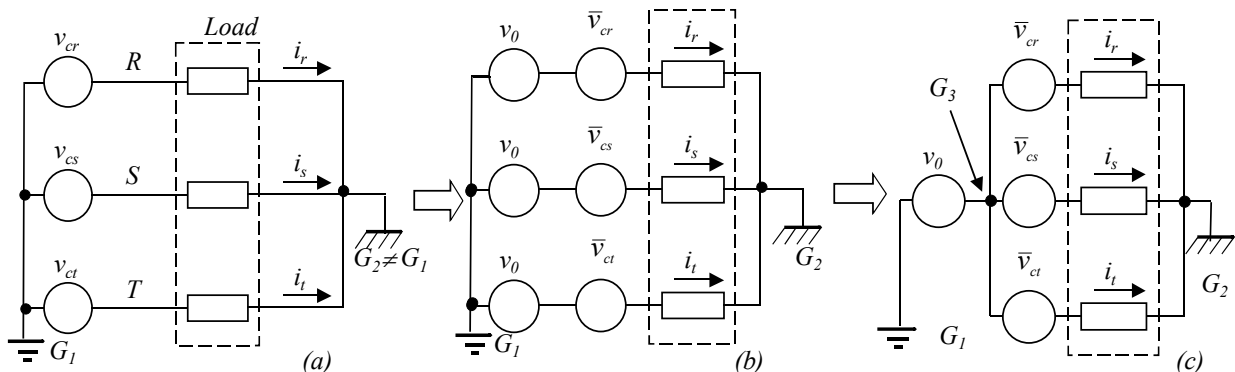 Load
v_cr R i_r
v_cs S i_s
v_ct T i_t
G_2≠G_1
G_1
(a)
v_0 v̅_cr i_r
v_0 v̅_cs i_s
v_0 v̅_ct i_t
G_2
G_1
(b)
v̅_cr i_r
G_3
v_0 v̅_cs i_s
v̅_ct i_t
G_2
G_1
(c)